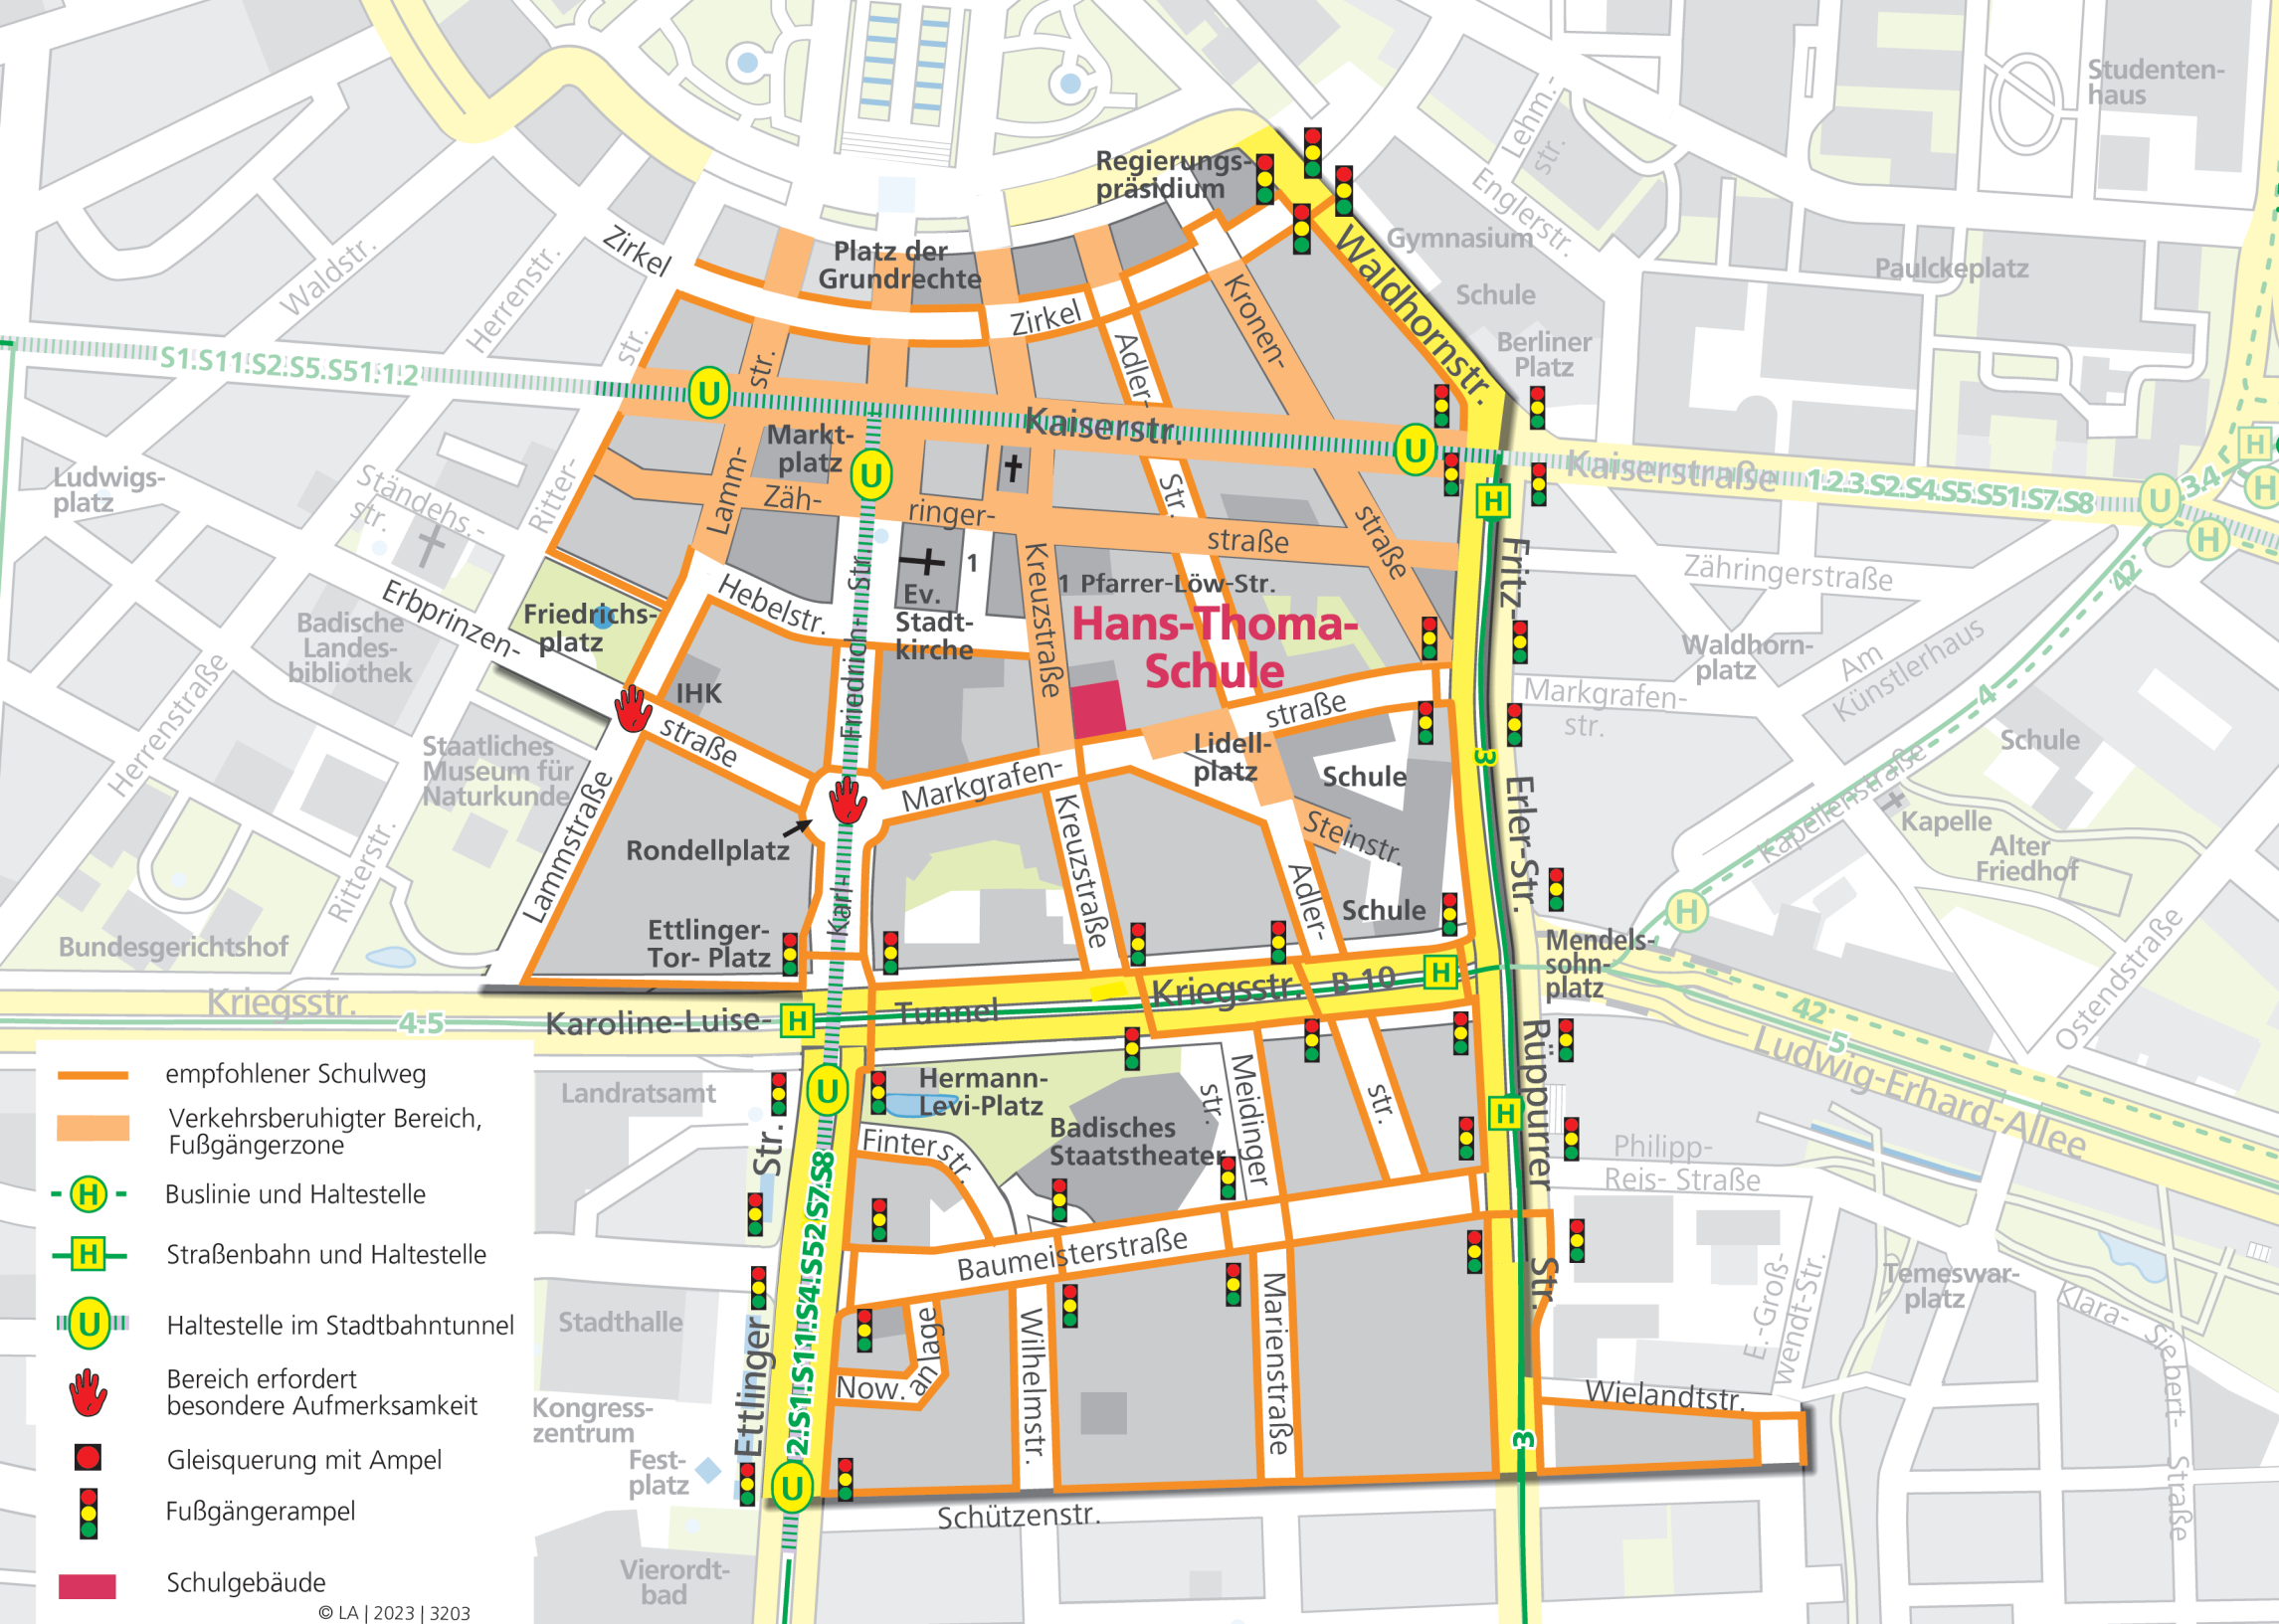 Studenten-
haus
Lehm.-
str.
Englerstr.
Regierungs-
präsidium
Gymnasium
Schule
Paulckeplatz
Berliner
Platz
Zirkel
Platz der
Grundrechte
Zirkel
Waldhornstr.
Kronen-
straße
Adler-
Str.
Waldstr.
Herrenstr.
str.
Ritter-
S1.S11.S2.S5.S51.1.2
U
str.
Lamm-
Kaiserstr.
U
Kaiserstraße
1.2.3.S2.S4.S5.S51.S7.S8
U
3.4
H
H
H
Markt-
platz
U
Zäh-
ringer-
straße
Ludwigs-
platz
Ständehs.-
str.
H
Fritz-
Erler-Str.
Zähringerstraße
42
Hebelstr.
Friedrich-
Str.
Karl-
1
Ev.
Stadt-
kirche
Kreuzstraße
1 Pfarrer-Löw-Str.
Hans-Thoma-
Schule
Erbprinzen-
straße
Friedrichs-
platz
Badische
Landes-
bibliothek
Herrenstraße
IHK
Waldhorn-
platz
Am
Künstlerhaus
Markgrafen-
str.
4
Schule
Kapellenstraße
Kapelle
Alter
Friedhof
straße
Markgrafen-
Lidell-
platz
Schule
Steinstr.
3
Staatliches
Museum für
Naturkunde
Ritterstr.
Lammstraße
Rondellplatz
Kreuzstraße
Adler-
str.
Schule
H
Mendels-
sohn-
platz
Ostendstraße
Bundesgerichtshof
Ettlinger-
Tor- Platz
Kriegsstr.
4.5
Karoline-Luise-
H
Tunnel
Kriegsstr.
B 10
H
42
5
Ludwig-Erhard-Allee
Rüppurrer
Str.
H
Landratsamt
U
Hermann-
Levi-Platz
Finterstr.
Badisches
Staatstheater
Meidinger
str.
Philipp-
Reis- Straße
E.-Groß-
wendt-Str.
Temeswar-
platz
Klara-
Siebert-
Straße
Ettlinger
Str.
2.S1.S11.S4.S52 S7.S8
Baumeisterstraße
Stadthalle
Now.
anlage
Wilhelmstr.
Marienstraße
Wielandtstr.
3
Kongress-
zentrum
Fest-
platz
U
Schützenstr.
Vierordt-
bad
empfohlener Schulweg
Verkehrsberuhigter Bereich,
Fußgängerzone
H
Buslinie und Haltestelle
H
Straßenbahn und Haltestelle
U
Haltestelle im Stadtbahntunnel
Bereich erfordert
besondere Aufmerksamkeit
Gleisquerung mit Ampel
Fußgängerampel
Schulgebäude
© LA | 2023 | 3203